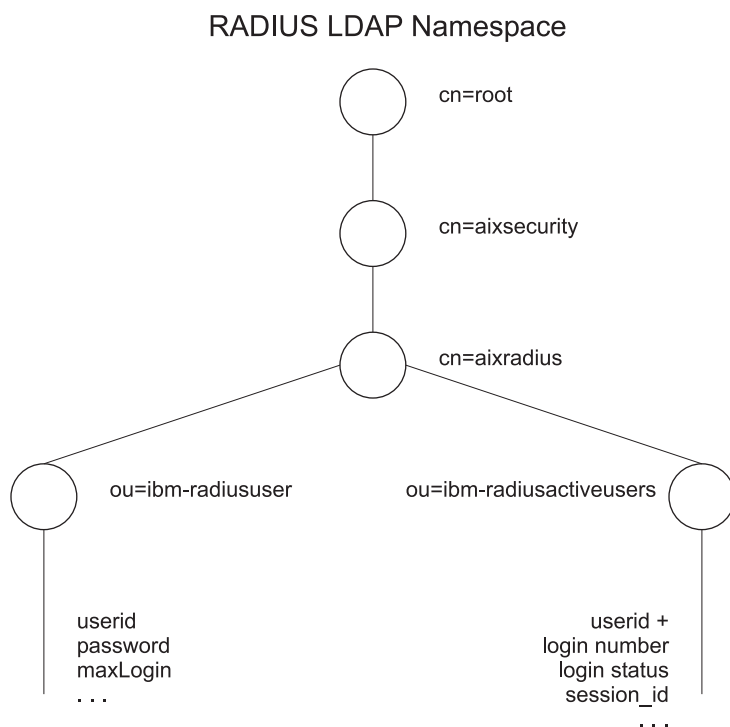 RADIUS LDAP Namespace
cn=root
cn=aixsecurity
cn=aixradius
ou=ibm-radiususer
ou=ibm-radiusactiveusers
userid
password
maxLogin
. . .
userid +
login number
login status
session_id
. . .